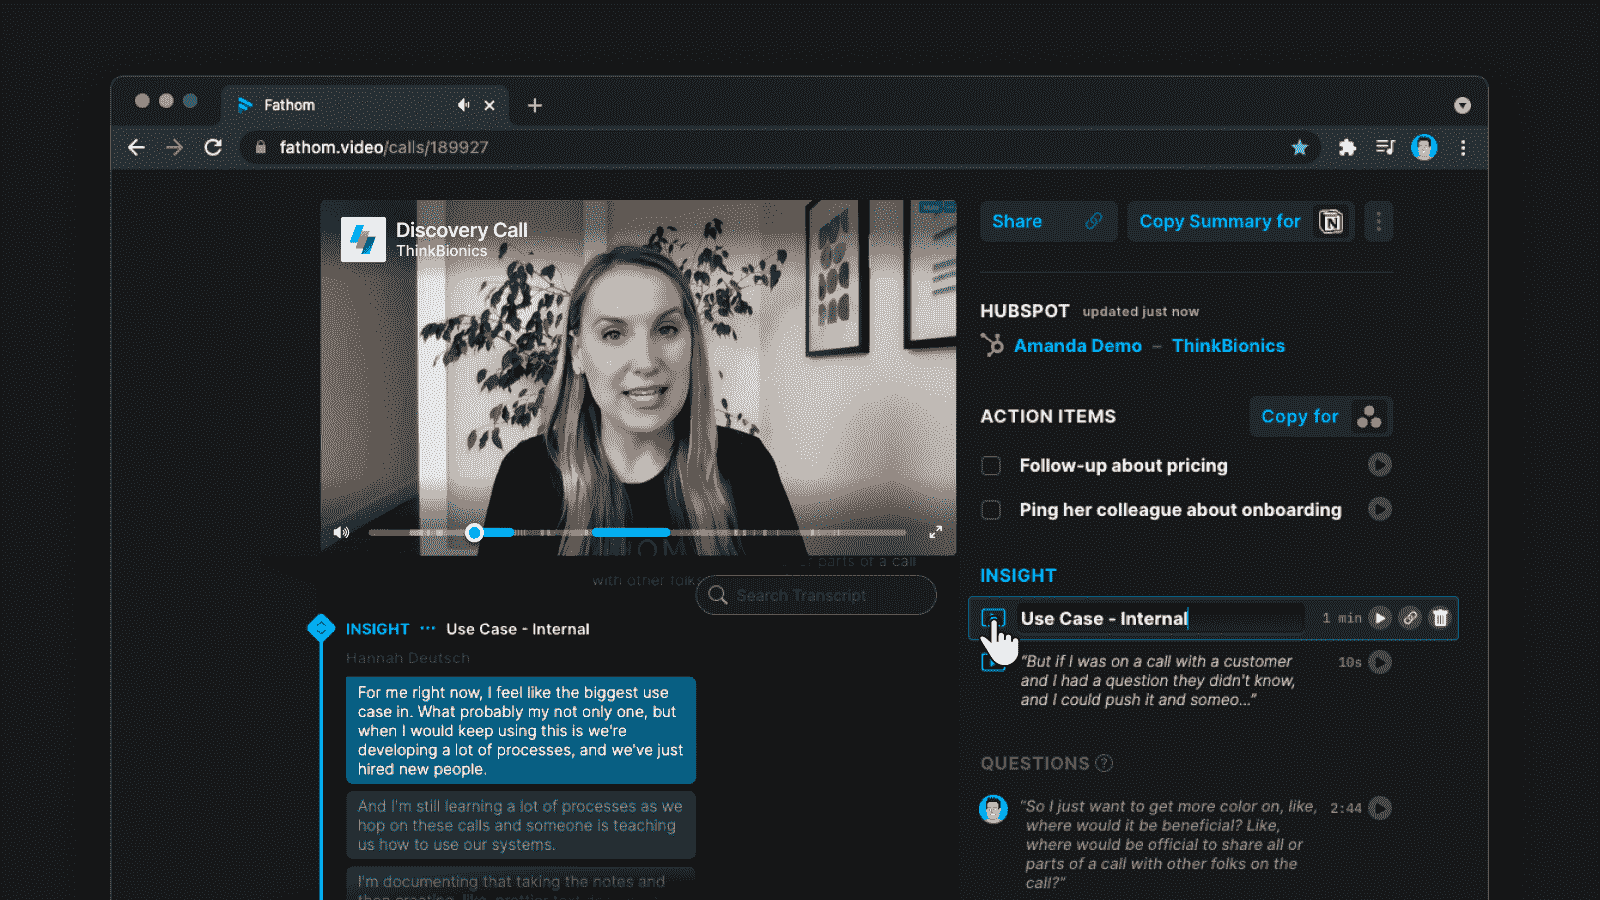 Fathom
fathom.video/calls/189927
Discovery Call
ThinkBionics
parts of a call
with other folks
Search Transcript
INSIGHT ··· Use Case - Internal
Hannah Deutsch
For me right now, I feel like the biggest use
case in. What probably my not only one, but
when I would keep using this is we're
developing a lot of processes, and we've just
hired new people.
And I'm still learning a lot of processes as we
hop on these calls and someone is teaching
us how to use our systems.
I'm documenting that taking the notes and
Share
Copy Summary for
HUBSPOT updated just now
Amanda Demo – ThinkBionics
ACTION ITEMS
Copy for
Follow-up about pricing
Ping her colleague about onboarding
INSIGHT
Use Case - Internal 1 min
"But if I was on a call with a customer 10s
and I had a question they didn't know,
and I could push it and someo..."
QUESTIONS ?
"So I just want to get more color on, like, 2:44
where would it be beneficial? Like,
where would be official to share all or
parts of a call with other folks on the
call?"